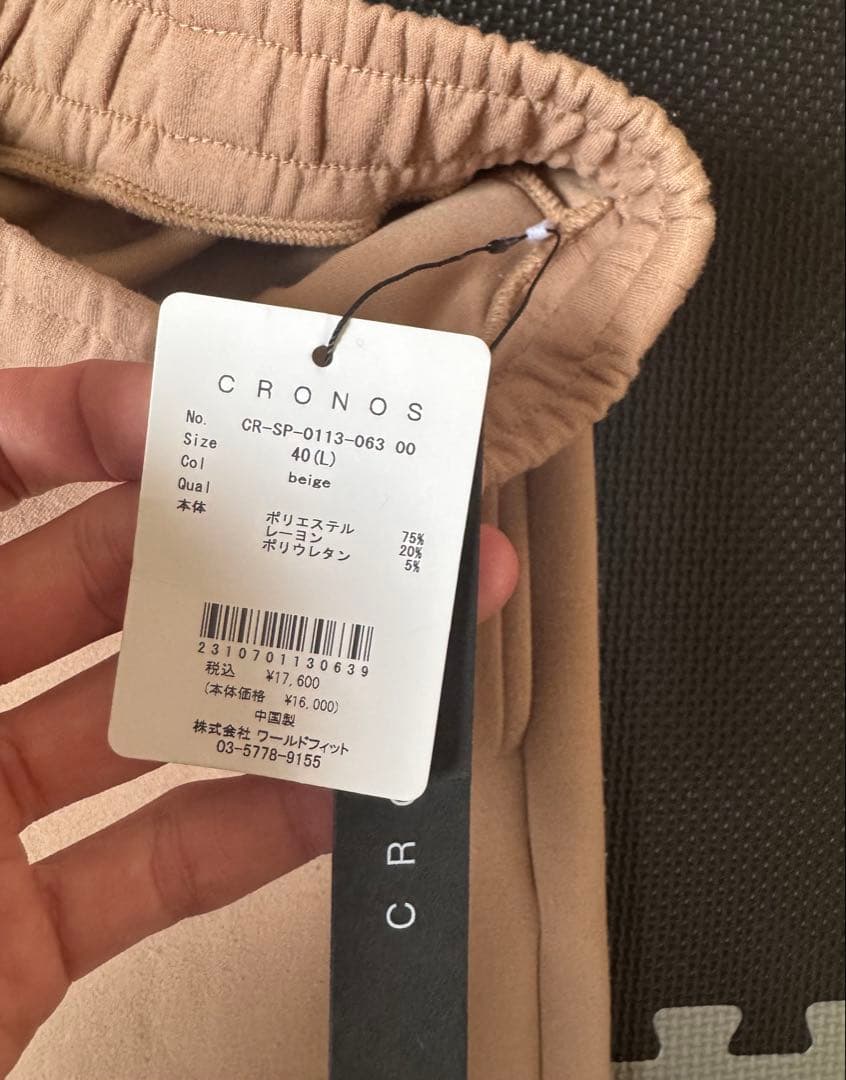 CRONOS
No. CR-SP-0113-063 00
Size 40(L)
Col beige
Qual
本体
ポリエステル 75%
レーヨン 20%
ポリウレタン 5%
2310701130639
税込 ¥17,600
(本体価格 ¥16,000)
中国製
株式会社 ワールドフィット
03-5778-9155
CR